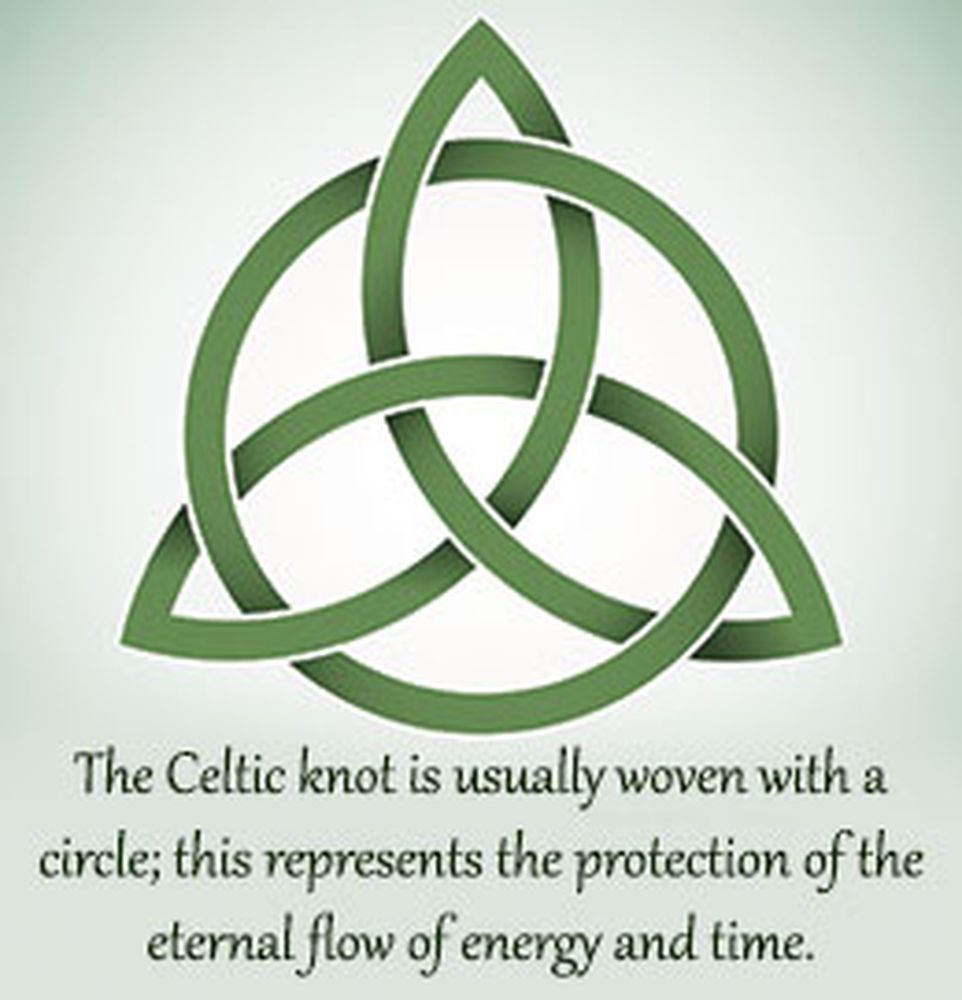 The Celtic knot is usually woven with a
circle; this represents the protection of the
eternal flow of energy and time.